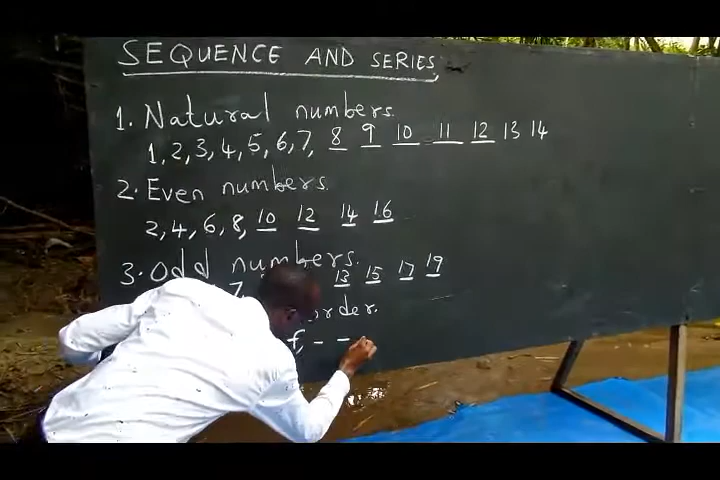 SEQUENCE AND SERIES
1. Natural numbers.
1, 2, 3, 4, 5, 6, 7, 8 9 10 11 12 13 14
2. Even numbers.
2, 4, 6, 8, 10 12 14 16
3. Odd numbers.
7 13 15 17 19
order.
f, – –